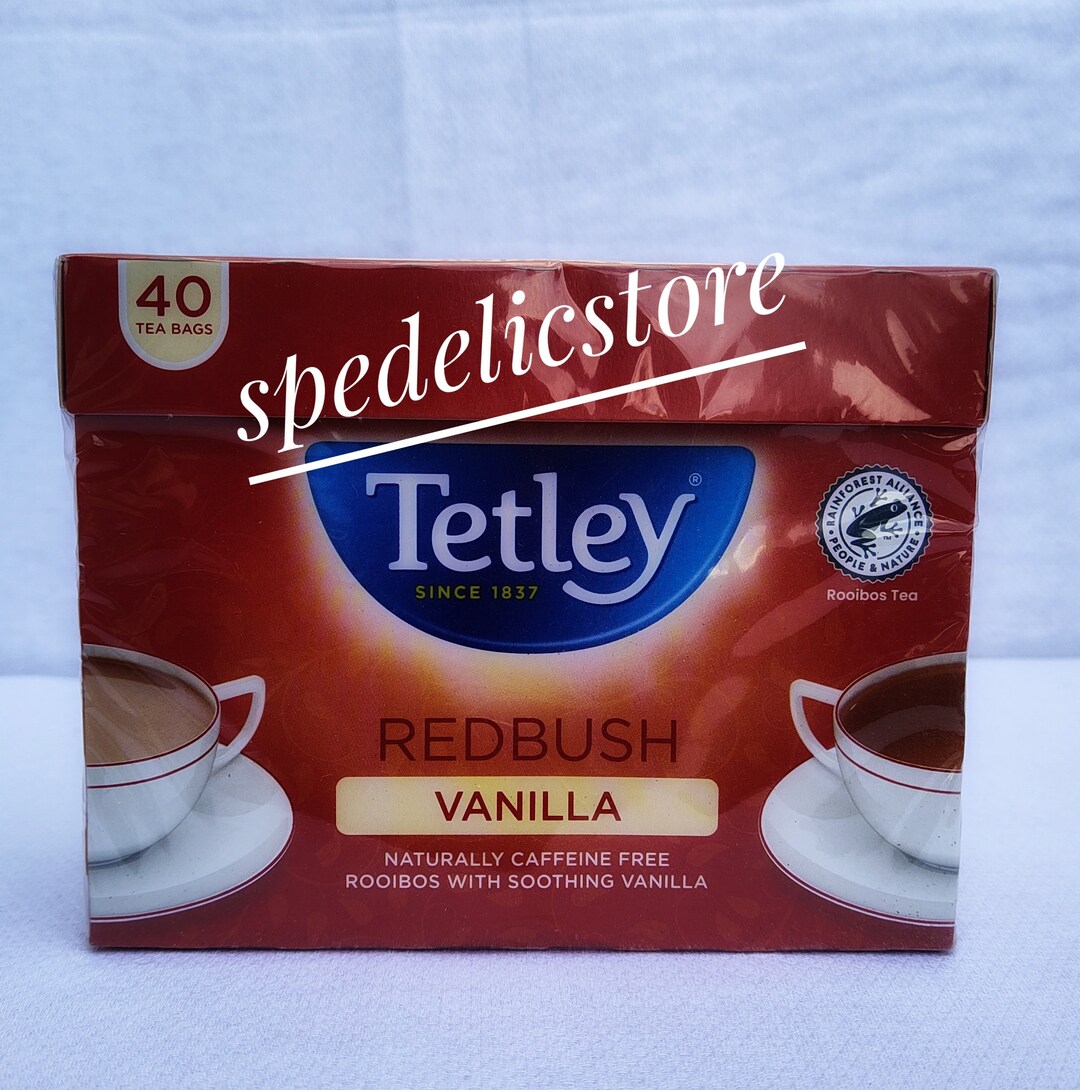 40
TEA BAGS
spedelicstore
Tetley®
SINCE 1837
RAINFOREST ALLIANCE
PEOPLE & NATURE
TM
Rooibos Tea
REDBUSH
VANILLA
NATURALLY CAFFEINE FREE
ROOIBOS WITH SOOTHING VANILLA